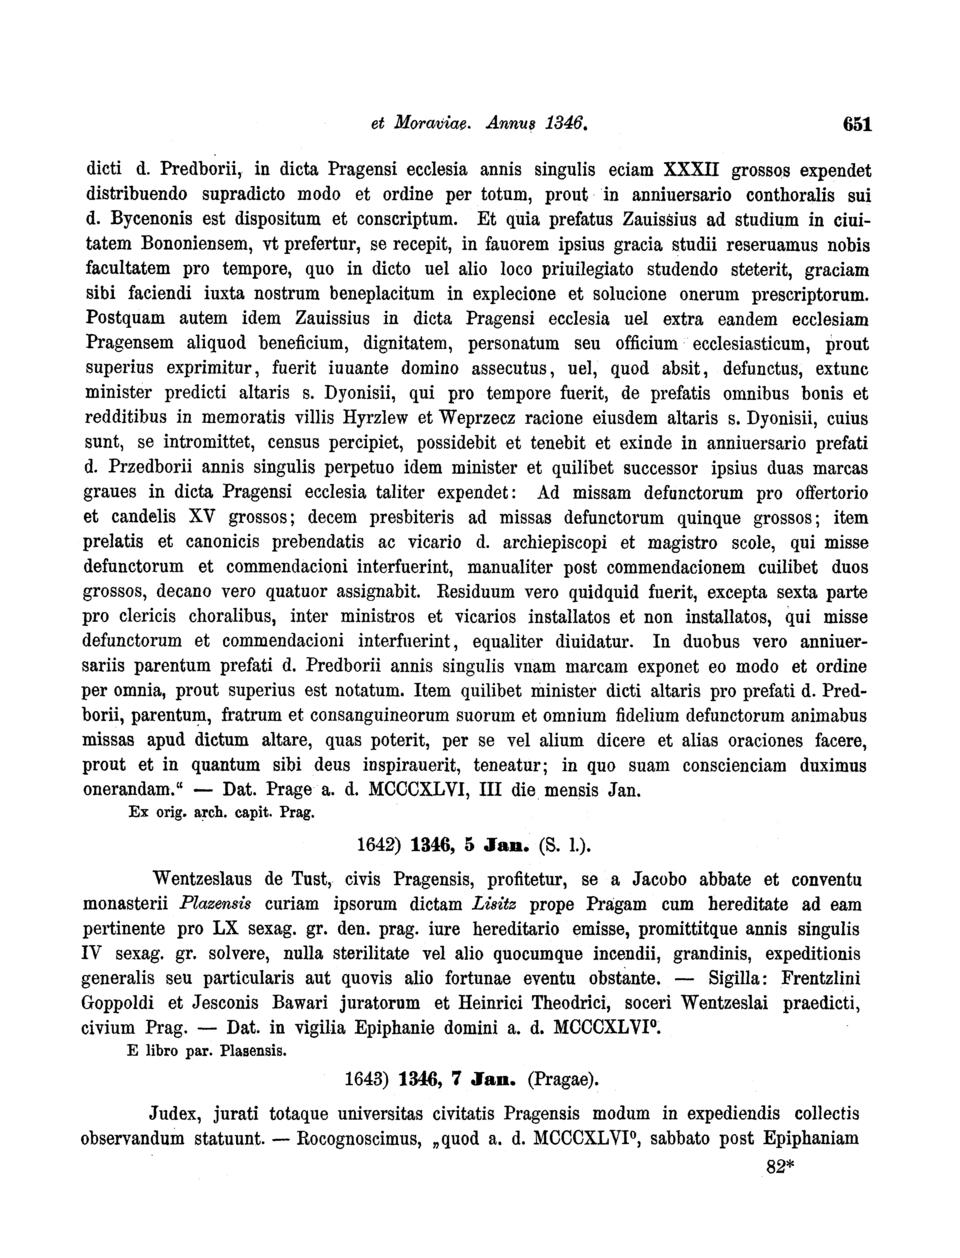 et Moraviae. Annus 1346. 651
dicti d. Predborii, in dicta Pragensi ecclesia annis singulis eciam XXXII grossos expendet
distribuendo supradicto modo et ordine per totum, prout in anniuersario conthoralis sui
d. Bycenonis est dispositum et conscriptum. Et quia prefatus Zauissius ad studium in ciui-
tatem Bononiensem, vt prefertur, se recepit, in fauorem ipsius gracia studii reseruamus nobis
facultatem pro tempore, quo in dicto uel alio loco priuilegiato studendo steterit, graciam
sibi faciendi iuxta nostrum beneplacitum in explecione et solucione onerum prescriptorum.
Postquam autem idem Zauissius in dicta Pragensi ecclesia uel extra eandem ecclesiam
Pragensem aliquod beneficium, dignitatem, personatum seu officium ecclesiasticum, prout
superius exprimitur, fuerit iuuante domino assecutus, uel, quod absit, defunctus, extunc
minister predicti altaris s. Dyonisii, qui pro tempore fuerit, de prefatis omnibus bonis et
redditibus in memoratis villis Hyrzlew et Weprzecz racione eiusdem altaris s. Dyonisii, cuius
sunt, se intromittet, census percipiet, possidebit et tenebit et exinde in anniuersario prefati
d. Przedborii annis singulis perpetuo idem minister et quilibet successor ipsius duas marcas
graues in dicta Pragensi ecclesia taliter expendet: Ad missam defunctorum pro offertorio
et candelis XV grossos; decem presbiteris ad missas defunctorum quinque grossos; item
prelatis et canonicis prebendatis ac vicario d. archiepiscopi et magistro scole, qui misse
defunctorum et commendacioni interfuerint, manualiter post commendacionem cuilibet duos
grossos, decano vero quatuor assignabit. Residuum vero quidquid fuerit, excepta sexta parte
pro clericis choralibus, inter ministros et vicarios installatos et non installatos, qui misse
defunctorum et commendacioni interfuerint, equaliter diuidatur. In duobus vero anniuer-
sariis parentum prefati d. Predborii annis singulis vnam marcam exponet eo modo et ordine
per omnia, prout superius est notatum. Item quilibet minister dicti altaris pro prefati d. Pred-
borii, parentum, fratrum et consanguineorum suorum et omnium fidelium defunctorum animabus
missas apud dictum altare, quas poterit, per se vel alium dicere et alias oraciones facere,
prout et in quantum sibi deus inspirauerit, teneatur; in quo suam conscienciam duximus
onerandam.“ — Dat. Prage a. d. MCCCXLVI, III die mensis Jan.
Ex orig. arch. capit. Prag.
1642) 1346, 5 Jan. (S. l.).
Wentzeslaus de Tust, civis Pragensis, profitetur, se a Jacobo abbate et conventu
monasterii Plazensis curiam ipsorum dictam Lisitz prope Pragam cum hereditate ad eam
pertinente pro LX sexag. gr. den. prag. iure hereditario emisse, promittitque annis singulis
IV sexag. gr. solvere, nulla sterilitate vel alio quocumque incendii, grandinis, expeditionis
generalis seu particularis aut quovis alio fortunae eventu obstante. — Sigilla: Frentzlini
Goppoldi et Jesconis Bawari juratorum et Heinrici Theodrici, soceri Wentzeslai praedicti,
civium Prag. — Dat. in vigilia Epiphanie domini a. d. MCCCXLVI⁰.
E libro par. Plasensis.
1643) 1346, 7 Jan. (Pragae).
Judex, jurati totaque universitas civitatis Pragensis modum in expediendis collectis
observandum statuunt. — Rocognoscimus, „quod a. d. MCCCXLVI⁰, sabbato post Epiphaniam
82*